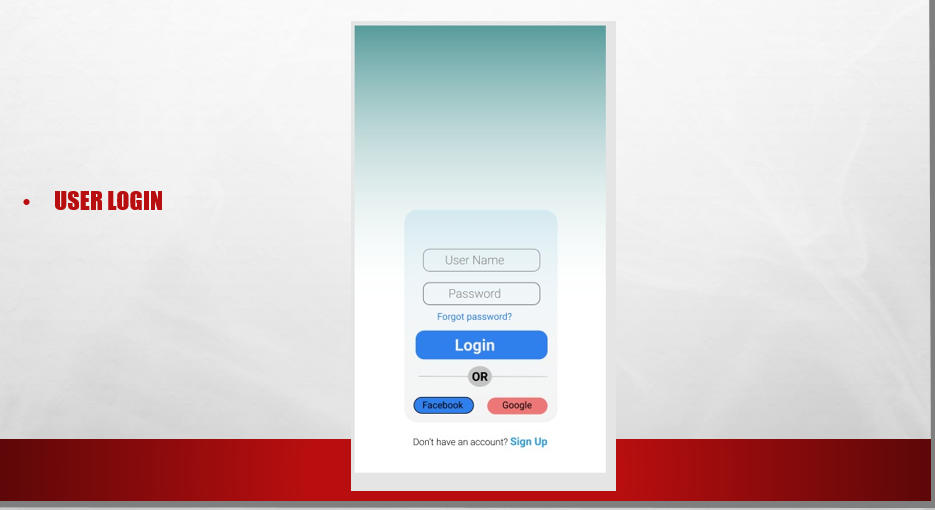 • USER LOGIN
User Name
Password
Forgot password?
Login
OR
Facebook Google
Don't have an account? Sign Up